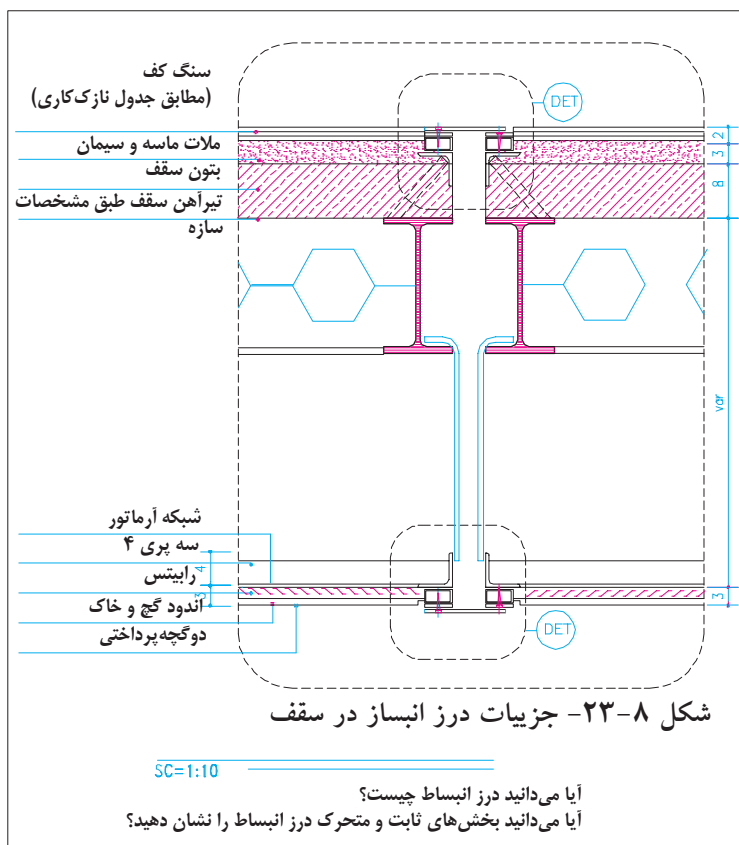 سنگ کف
(مطابق جدول نازک‌کاری)
ملات ماسه و سیمان
بتون سقف
تیرآهن سقف طبق مشخصات
سازه
DET
2
3
8
var
شبکه آرماتور
سه پری ۴
رابیتس
اندود گچ و خاک
دوگچه‌پرداختی
4
3
3
DET
شکل ۸-۲۳- جزییات درز انبساز در سقف
SC=1:10
آیا می‌دانید درز انبساط چیست؟
آیا می‌دانید بخش‌های ثابت و متحرک درز انبساط را نشان دهید؟